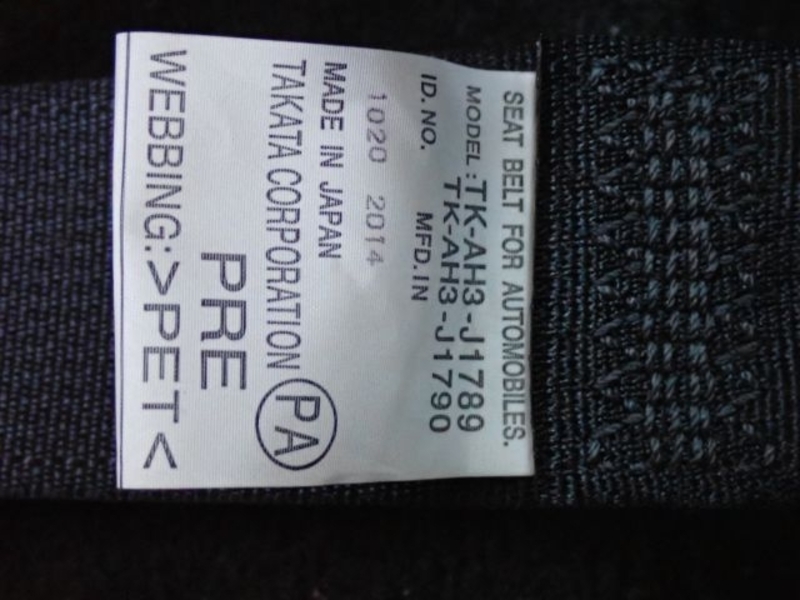 SEAT BELT FOR AUTOMOBILES.
MODEL: TK-AH3-J1789
TK-AH3-J1790
ID. NO. MFD. IN
1020 2014
MADE IN JAPAN
TAKATA CORPORATION PA
PRE
WEBBING:>PET<